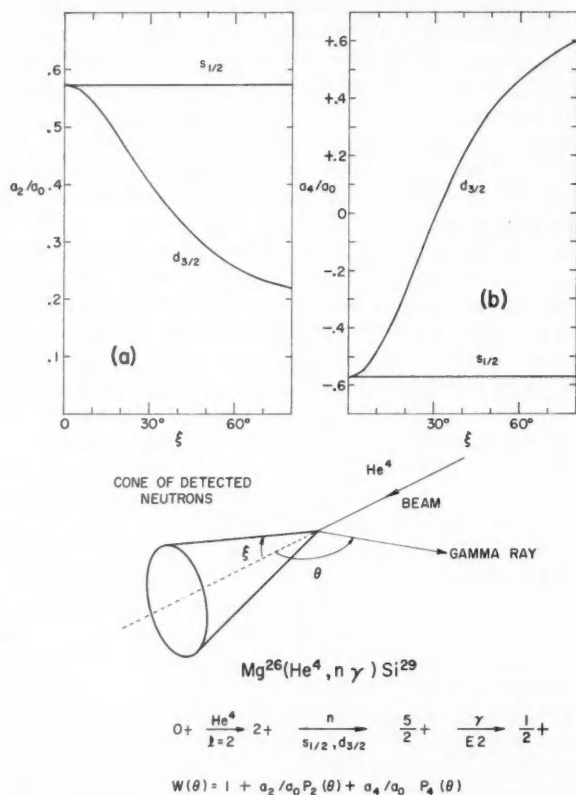 .6
.5
a₂/a₀ .4
.3
.2
.1
s₁/₂
d₃/₂
(a)
0 30° 60°
ξ
+.6
+.4
+.2
a₄/a₀ 0
-.2
-.4
-.6
d₃/₂
(b)
s₁/₂
30° 60°
ξ
CONE OF DETECTED
NEUTRONS
He⁴
BEAM
ξ
θ
GAMMA RAY
Mg²⁶(He⁴, nγ) Si²⁹
0+ He⁴ / ℓ=2 → 2+ n / s₁/₂, d₃/₂ → 5/2+ γ / E2 → 1/2+
W(θ) = 1 + a₂/a₀ P₂(θ) + a₄/a₀ P₄(θ)